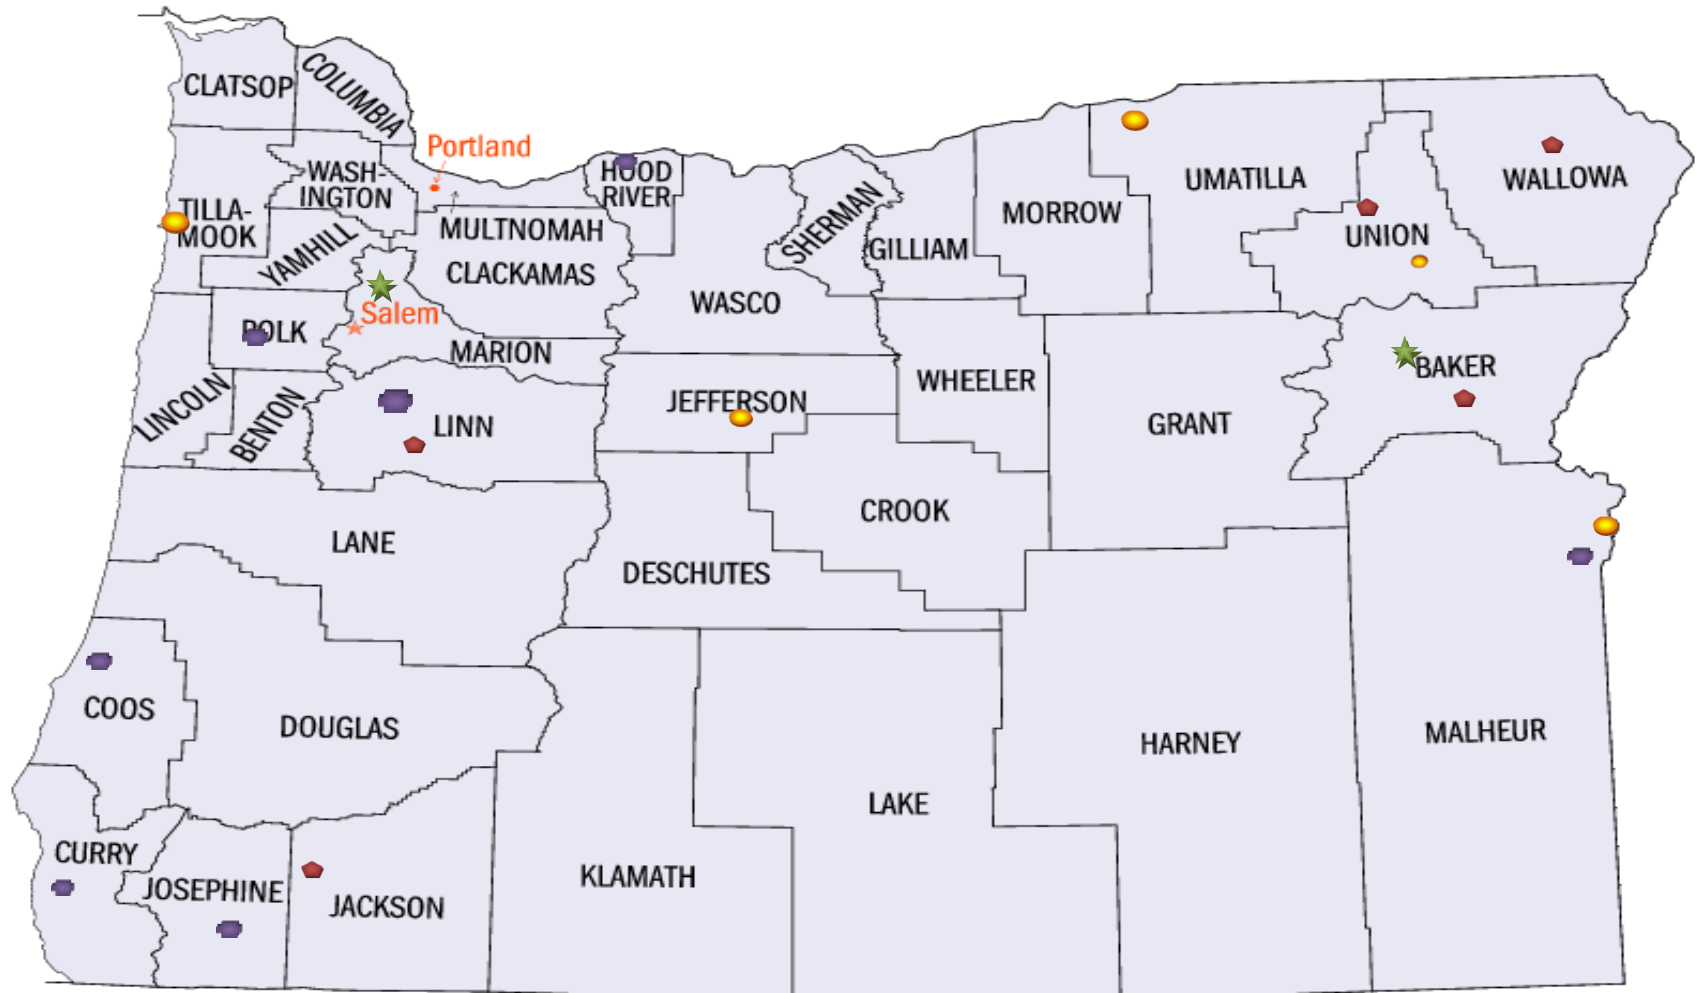 CLATSOP
COLUMBIA
Portland
WASH-
INGTON
HOOD
RIVER
TILLA-
MOOK
YAMHILL
MULTNOMAH
CLACKAMAS
SHERMAN
GILLIAM
MORROW
UMATILLA
UNION
WALLOWA
WASCO
Salem
POLK
MARION
LINCOLN
BENTON
LINN
JEFFERSON
WHEELER
GRANT
BAKER
LANE
CROOK
DESCHUTES
COOS
DOUGLAS
HARNEY
MALHEUR
LAKE
CURRY
JOSEPHINE
JACKSON
KLAMATH